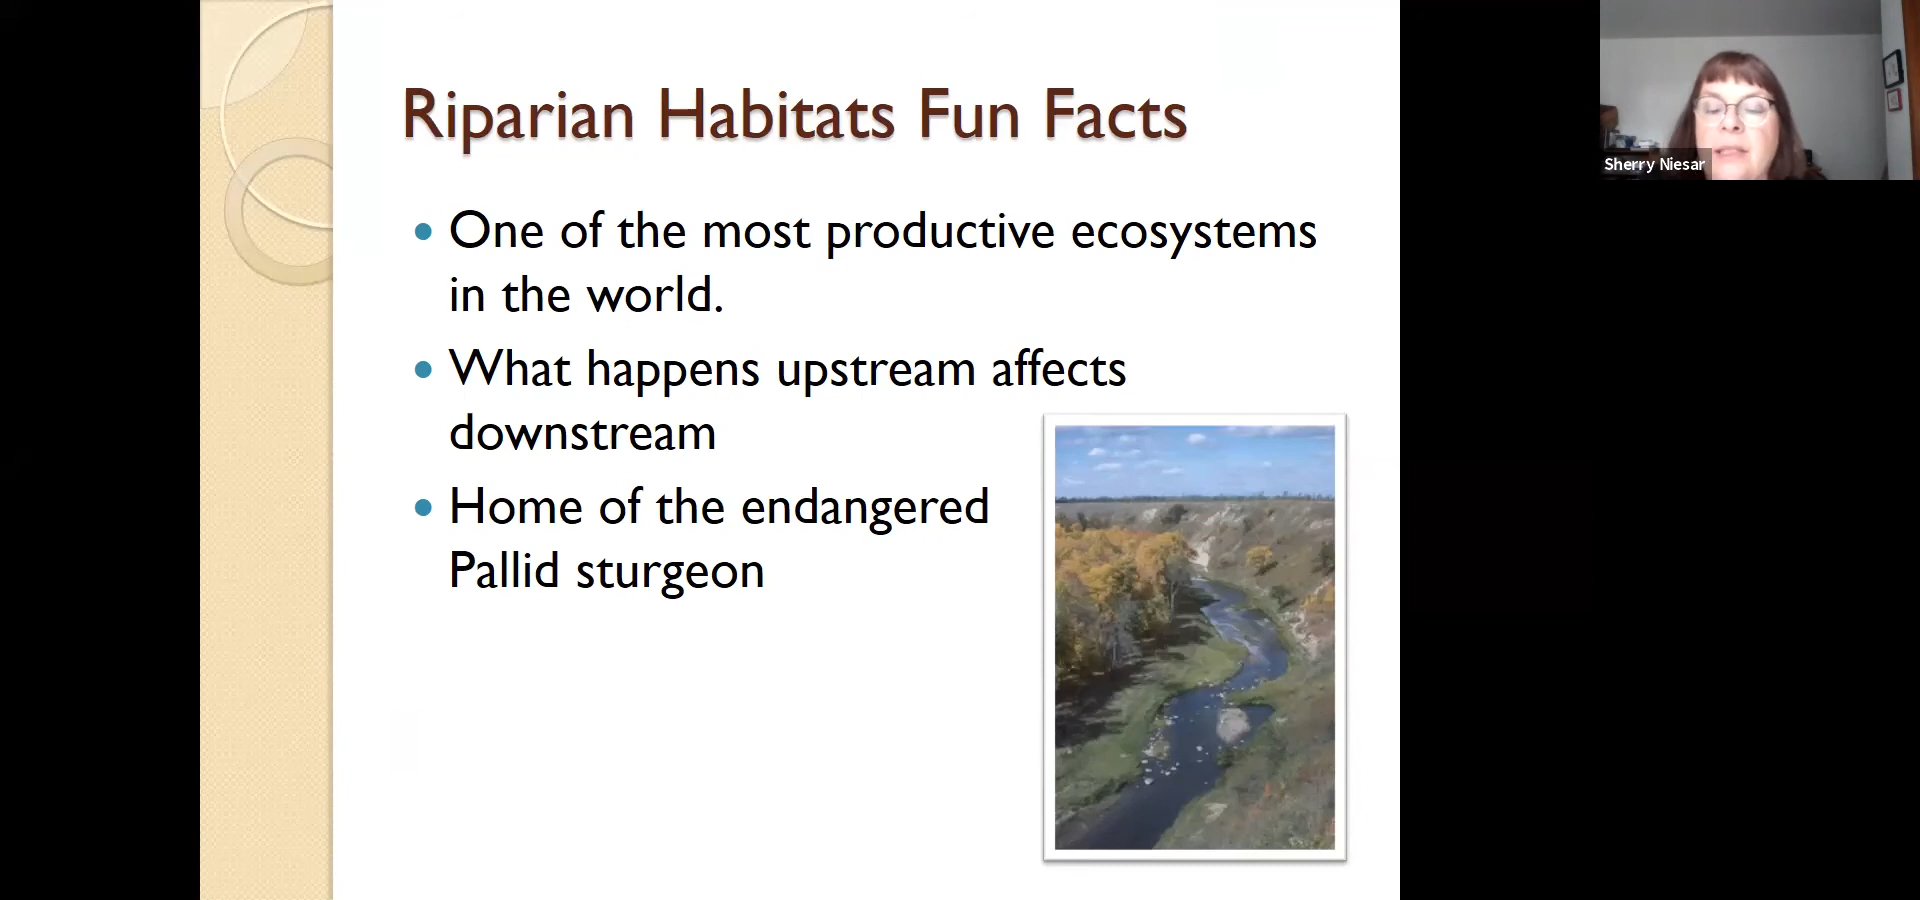 Riparian Habitats Fun Facts
• One of the most productive ecosystems
in the world.
• What happens upstream affects
downstream
• Home of the endangered
Pallid sturgeon
Sherry Niesar